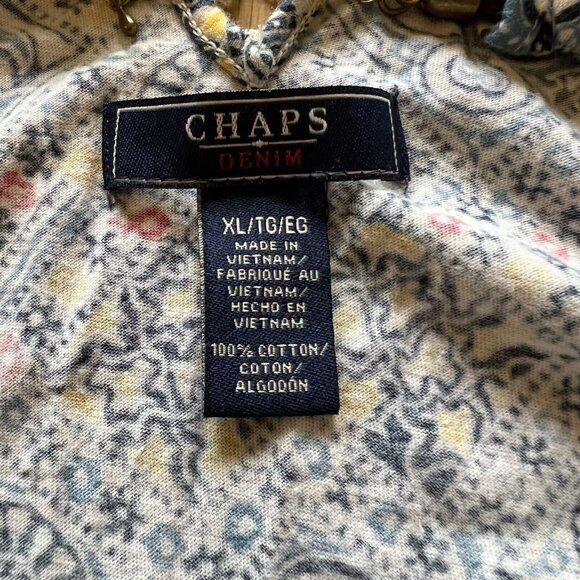 CHAPS
DENIM
XL/TG/EG
MADE IN
VIETNAM/
FABRIQUÉ AU
VIETNAM/
HECHO EN
VIETNAM
100% COTTON/
COTON/
ALGODÓN